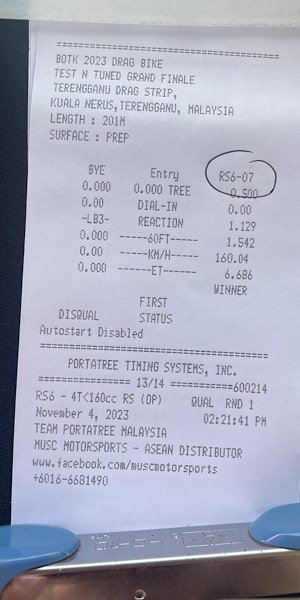 BOTK 2023 DRAG BIKE
TEST N TUNED GRAND FINALE
TERENGGANU DRAG STRIP,
KUALA NERUS,TERENGGANU, MALAYSIA
LENGTH : 201M
SURFACE : PREP
BYE Entry RS6-07
0.000 0.000 TREE 0.500
0.00 DIAL-IN 0.00
-LB3- REACTION 1.129
0.000 -----60FT----- 1.542
0.00 -----KM/H----- 160.04
0.000 ------ET------ 6.686
WINNER
FIRST
DISQUAL STATUS
Autostart Disabled
PORTATREE TIMING SYSTEMS, INC.
================ 13/14 ===========600214
RS6 - 4T<160cc RS (OP) QUAL RND 1
November 4, 2023 02:21:41 PM
TEAM PORTATREE MALAYSIA
MUSC MOTORSPORTS - ASEAN DISTRIBUTOR
www.facebook.com/muscmotorsports
+6016-6681490